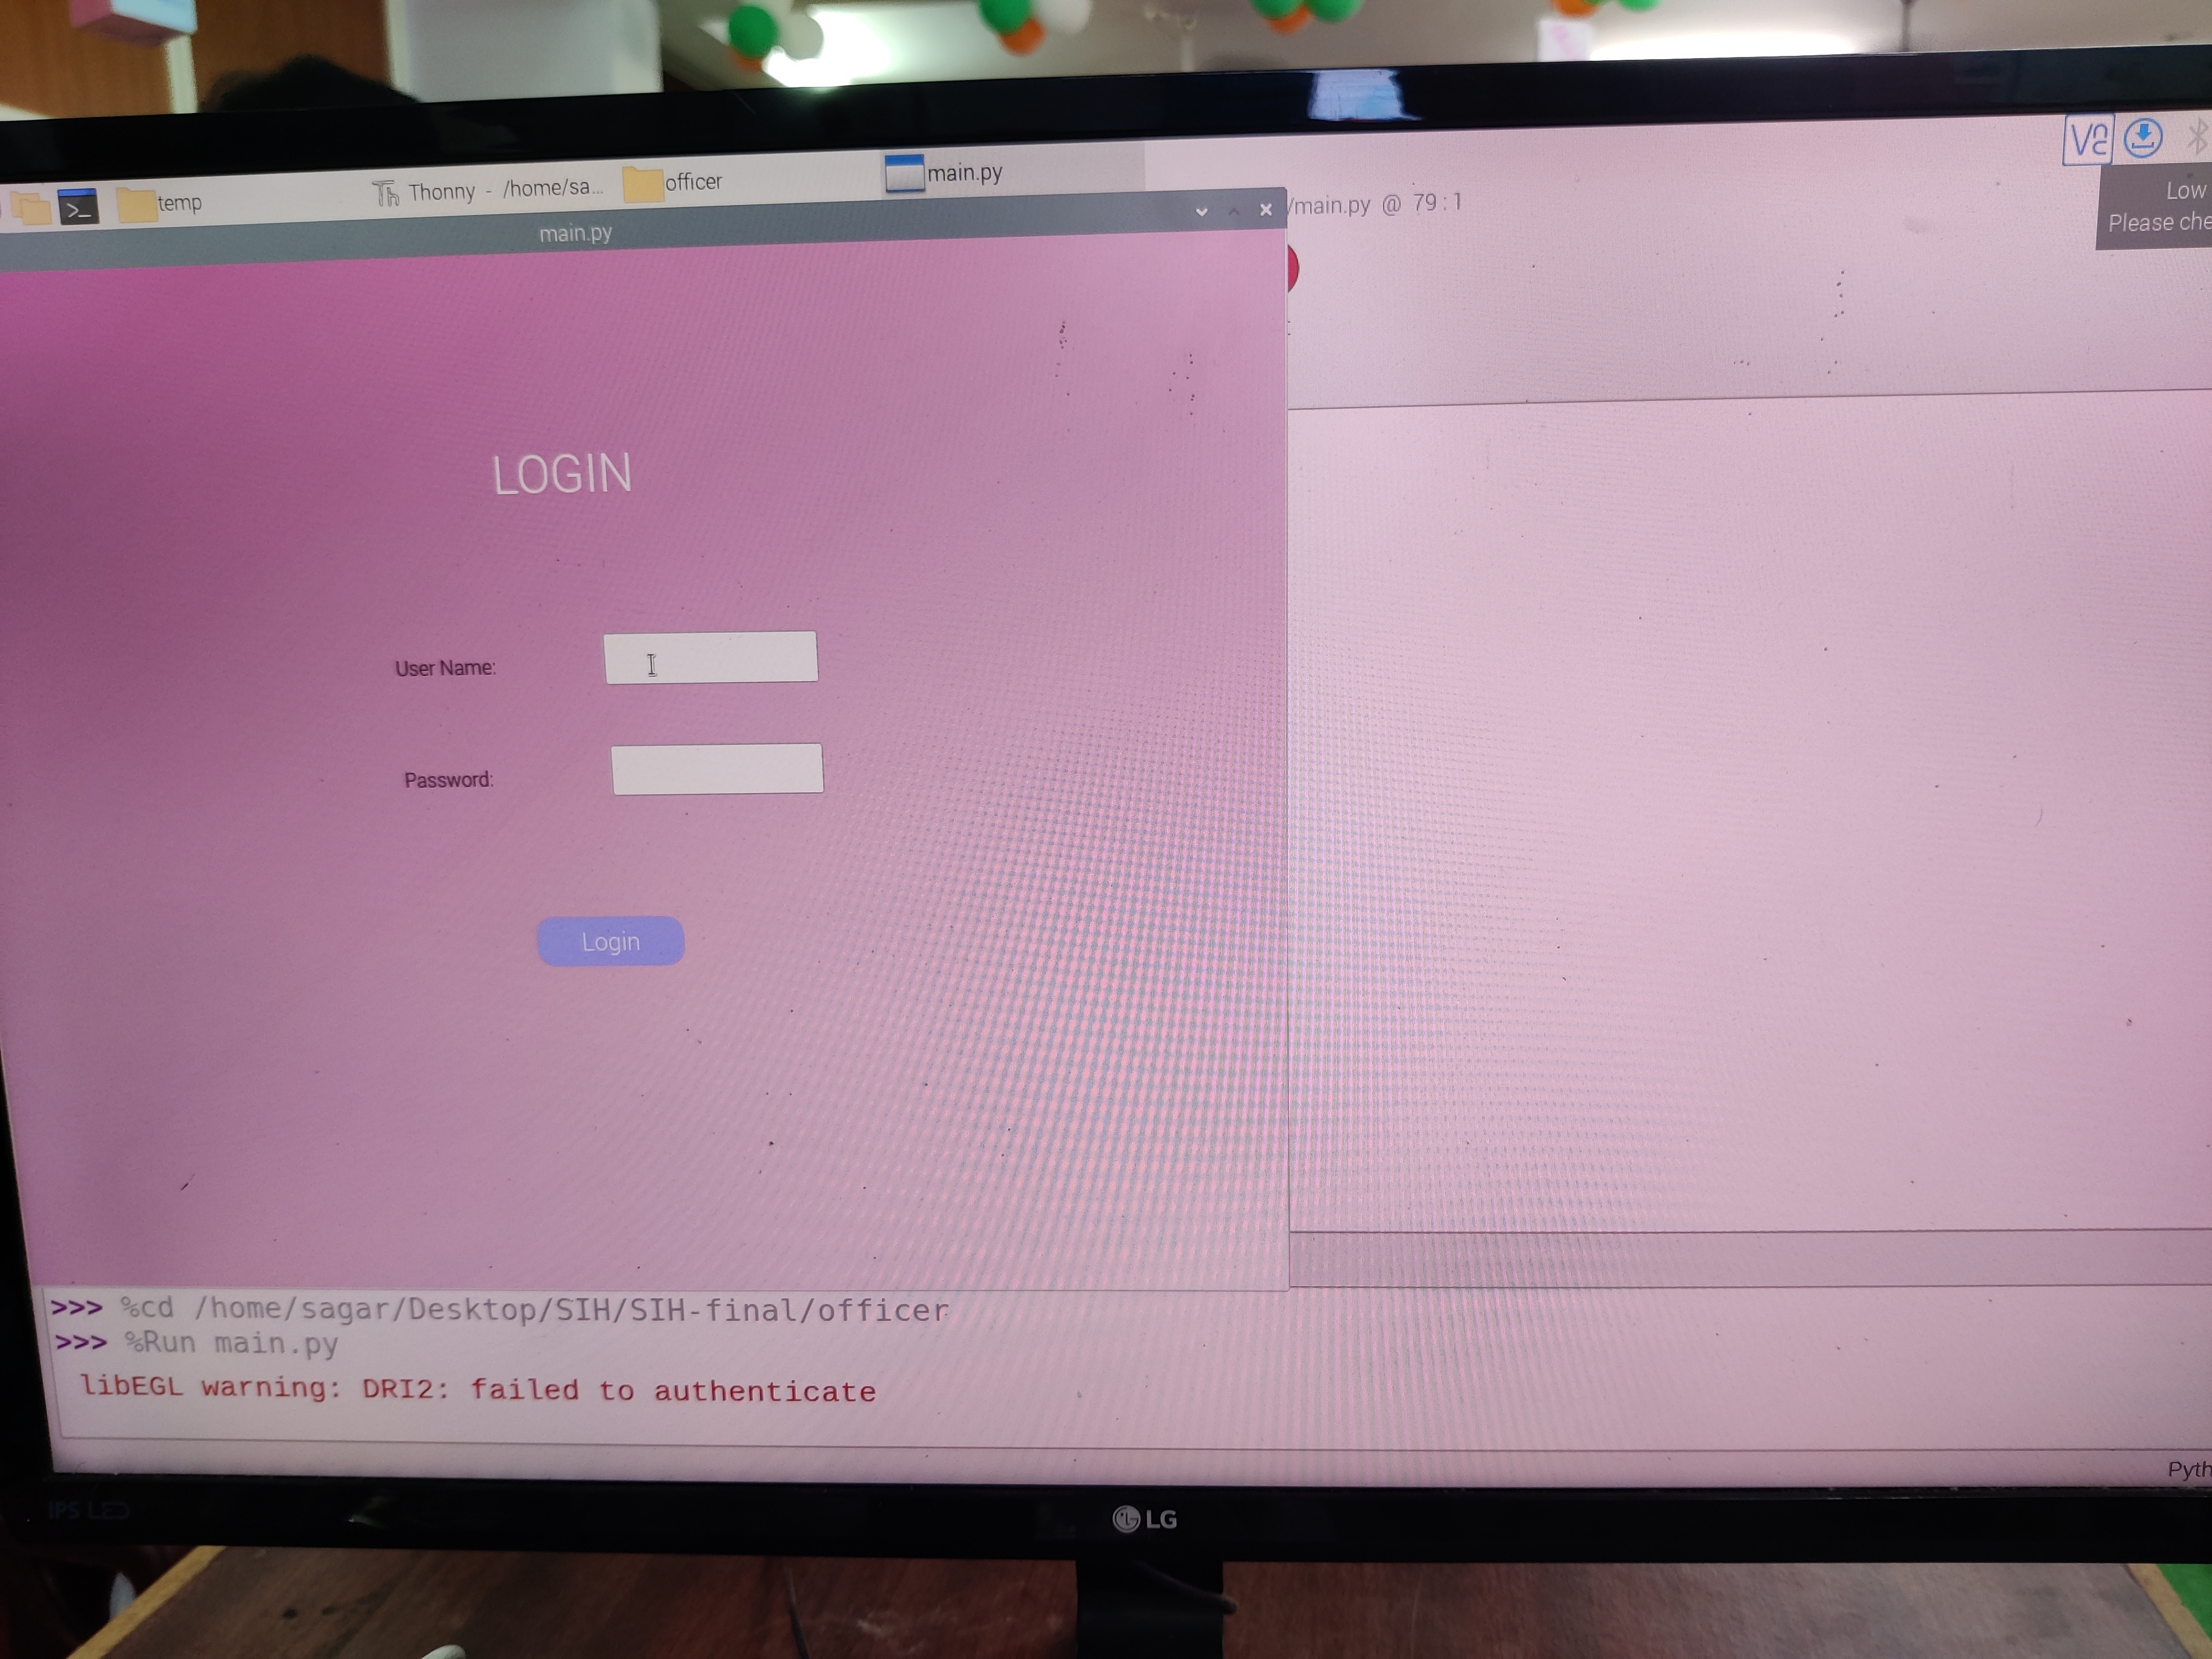 temp
Thonny - /home/sa...
officer
main.py
main.py
/main.py @ 79:1
Low
Please che
LOGIN
User Name:
Password:
Login
>>> %cd /home/sagar/Desktop/SIH/SIH-final/officer
>>> %Run main.py
libEGL warning: DRI2: failed to authenticate
Pyth
IPS LED
LG